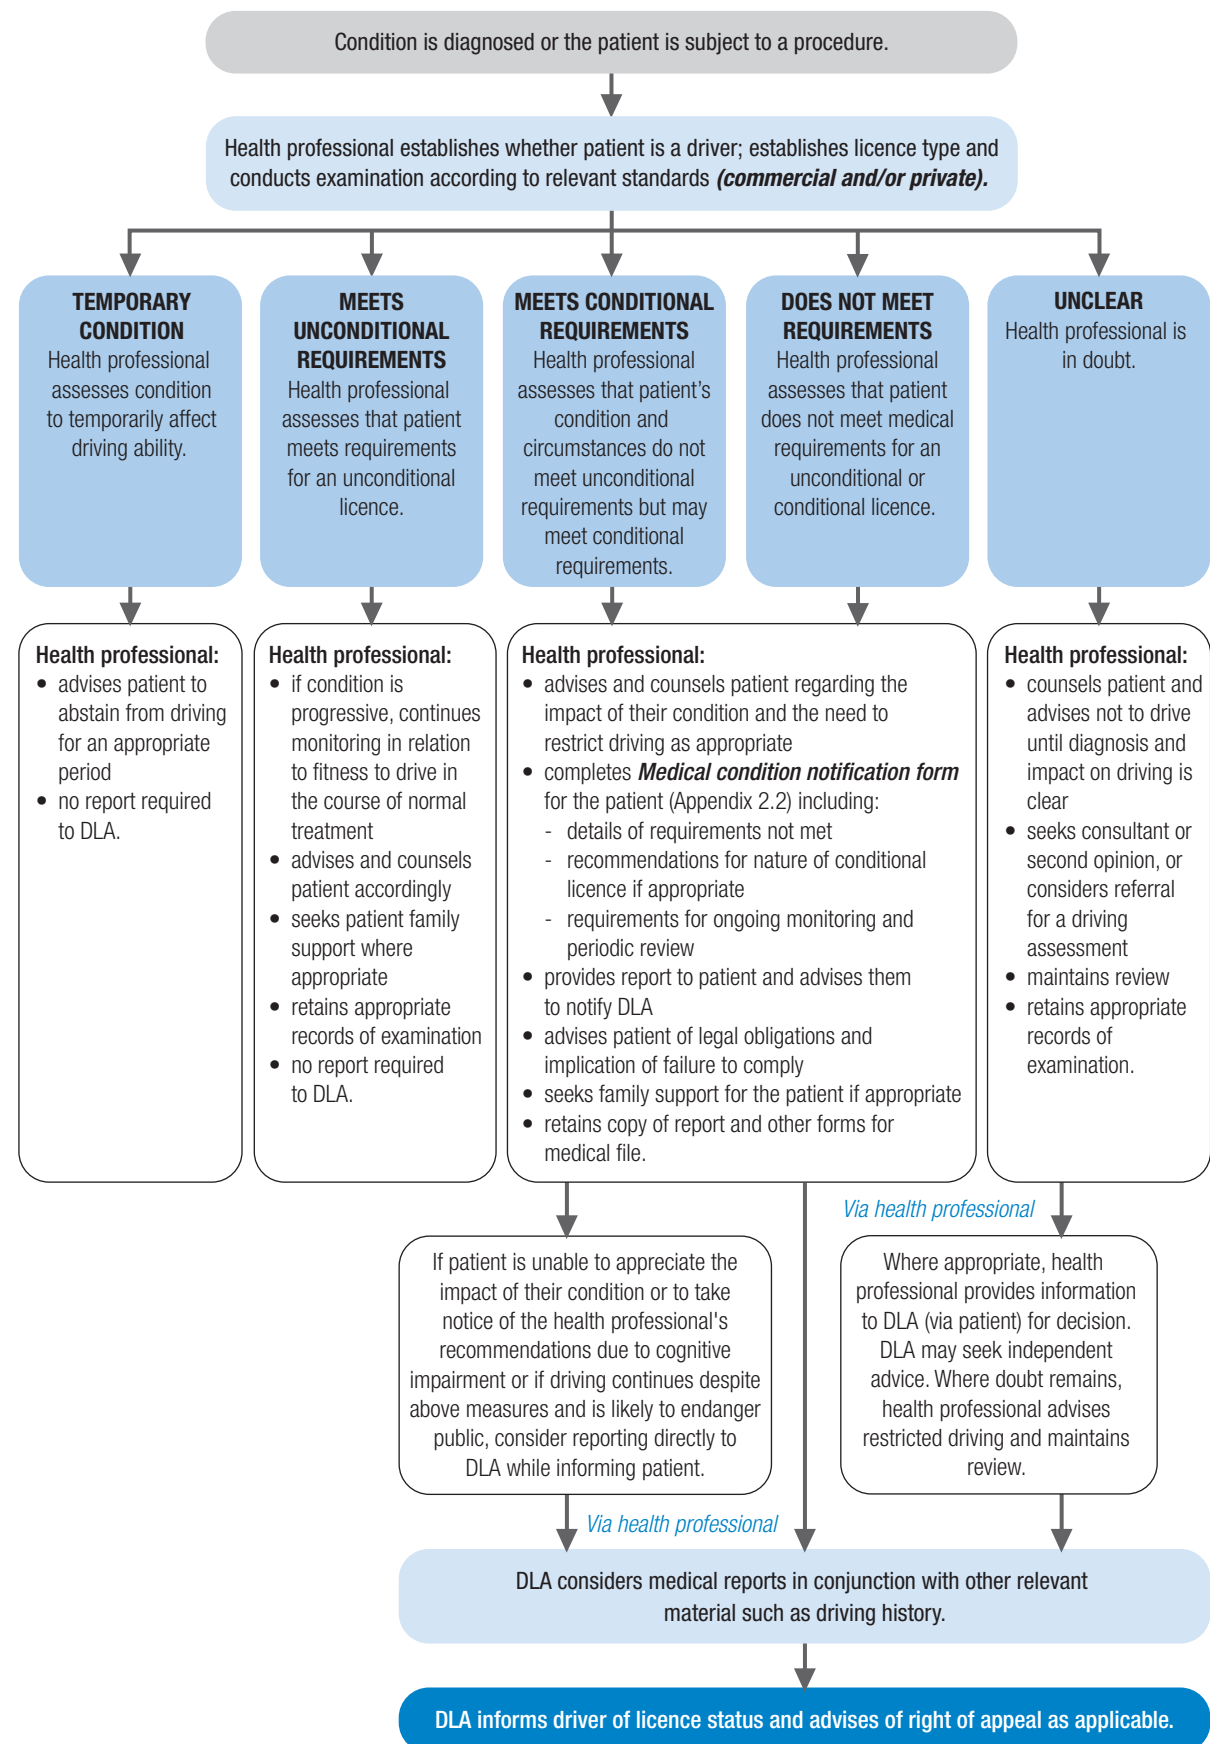 Condition is diagnosed or the patient is subject to a procedure.
Health professional establishes whether patient is a driver; establishes licence type and
conducts examination according to relevant standards (commercial and/or private).
TEMPORARY
CONDITION
Health professional
assesses condition
to temporarily affect
driving ability.
MEETS
UNCONDITIONAL
REQUIREMENTS
Health professional
assesses that patient
meets requirements
for an unconditional
licence.
MEETS CONDITIONAL
REQUIREMENTS
Health professional
assesses that patient's
condition and
circumstances do not
meet unconditional
requirements but may
meet conditional
requirements.
DOES NOT MEET
REQUIREMENTS
Health professional
assesses that patient
does not meet medical
requirements for an
unconditional or
conditional licence.
UNCLEAR
Health professional is
in doubt.
Health professional:
• advises patient to
abstain from driving
for an appropriate
period
• no report required
to DLA.
Health professional:
• if condition is
progressive, continues
monitoring in relation
to fitness to drive in
the course of normal
treatment
• advises and counsels
patient accordingly
• seeks patient family
support where
appropriate
• retains appropriate
records of examination
• no report required
to DLA.
Health professional:
• advises and counsels patient regarding the
impact of their condition and the need to
restrict driving as appropriate
• completes Medical condition notification form
for the patient (Appendix 2.2) including:
- details of requirements not met
- recommendations for nature of conditional
licence if appropriate
- requirements for ongoing monitoring and
periodic review
• provides report to patient and advises them
to notify DLA
• advises patient of legal obligations and
implication of failure to comply
• seeks family support for the patient if appropriate
• retains copy of report and other forms for
medical file.
Health professional:
• counsels patient and
advises not to drive
until diagnosis and
impact on driving is
clear
• seeks consultant or
second opinion, or
considers referral
for a driving
assessment
• maintains review
• retains appropriate
records of
examination.
Via health professional
If patient is unable to appreciate the
impact of their condition or to take
notice of the health professional's
recommendations due to cognitive
impairment or if driving continues despite
above measures and is likely to endanger
public, consider reporting directly to
DLA while informing patient.
Where appropriate, health
professional provides information
to DLA (via patient) for decision.
DLA may seek independent
advice. Where doubt remains,
health professional advises
restricted driving and maintains
review.
Via health professional
DLA considers medical reports in conjunction with other relevant
material such as driving history.
DLA informs driver of licence status and advises of right of appeal as applicable.